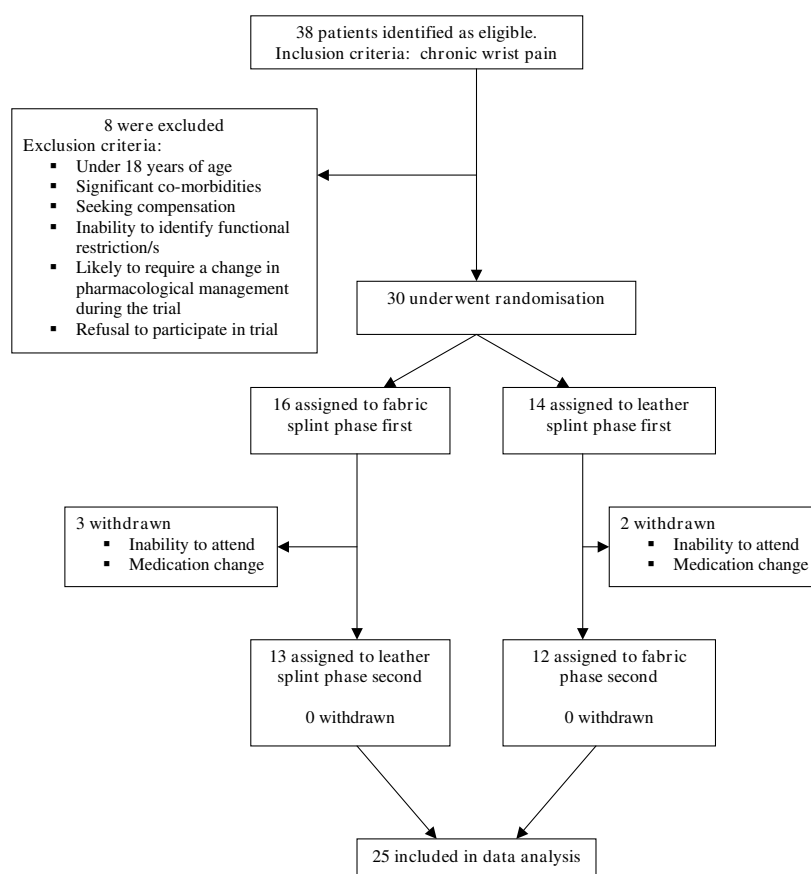 38 patients identified as eligible.
Inclusion criteria:  chronic wrist pain
8 were excluded
Exclusion criteria:
▪ Under 18 years of age
▪ Significant co-morbidities
▪ Seeking compensation
▪ Inability to identify functional
restriction/s
▪ Likely to require a change in
pharmacological management
during the trial
▪ Refusal to participate in trial
30 underwent randomisation
16 assigned to fabric
splint phase first
14 assigned to leather
splint phase first
3 withdrawn
▪ Inability to attend
▪ Medication change
2 withdrawn
▪ Inability to attend
▪ Medication change
13 assigned to leather
splint phase second
0 withdrawn
12 assigned to fabric
phase second
0 withdrawn
25 included in data analysis